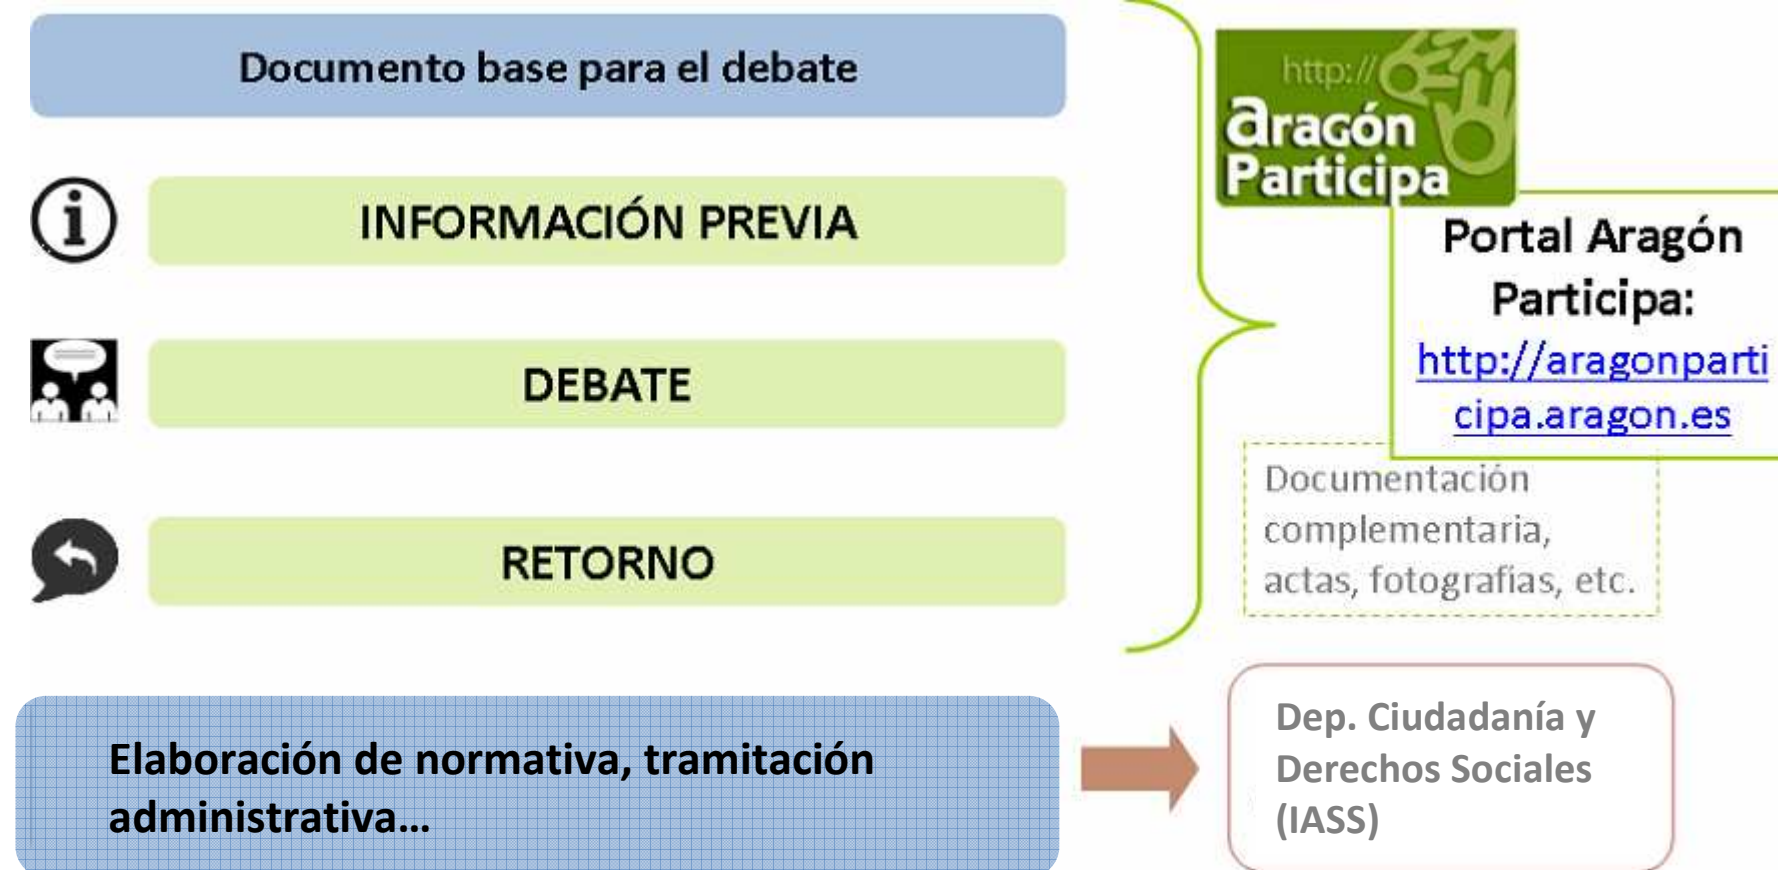 Documento base para el debate
INFORMACIÓN PREVIA
DEBATE
RETORNO
http://
aragón
Participa
Portal Aragón
Participa:
http://aragonparti
cipa.aragon.es
Documentación
complementaria,
actas, fotografías, etc.
Elaboración de normativa, tramitación
administrativa...
Dep. Ciudadanía y
Derechos Sociales
(IASS)